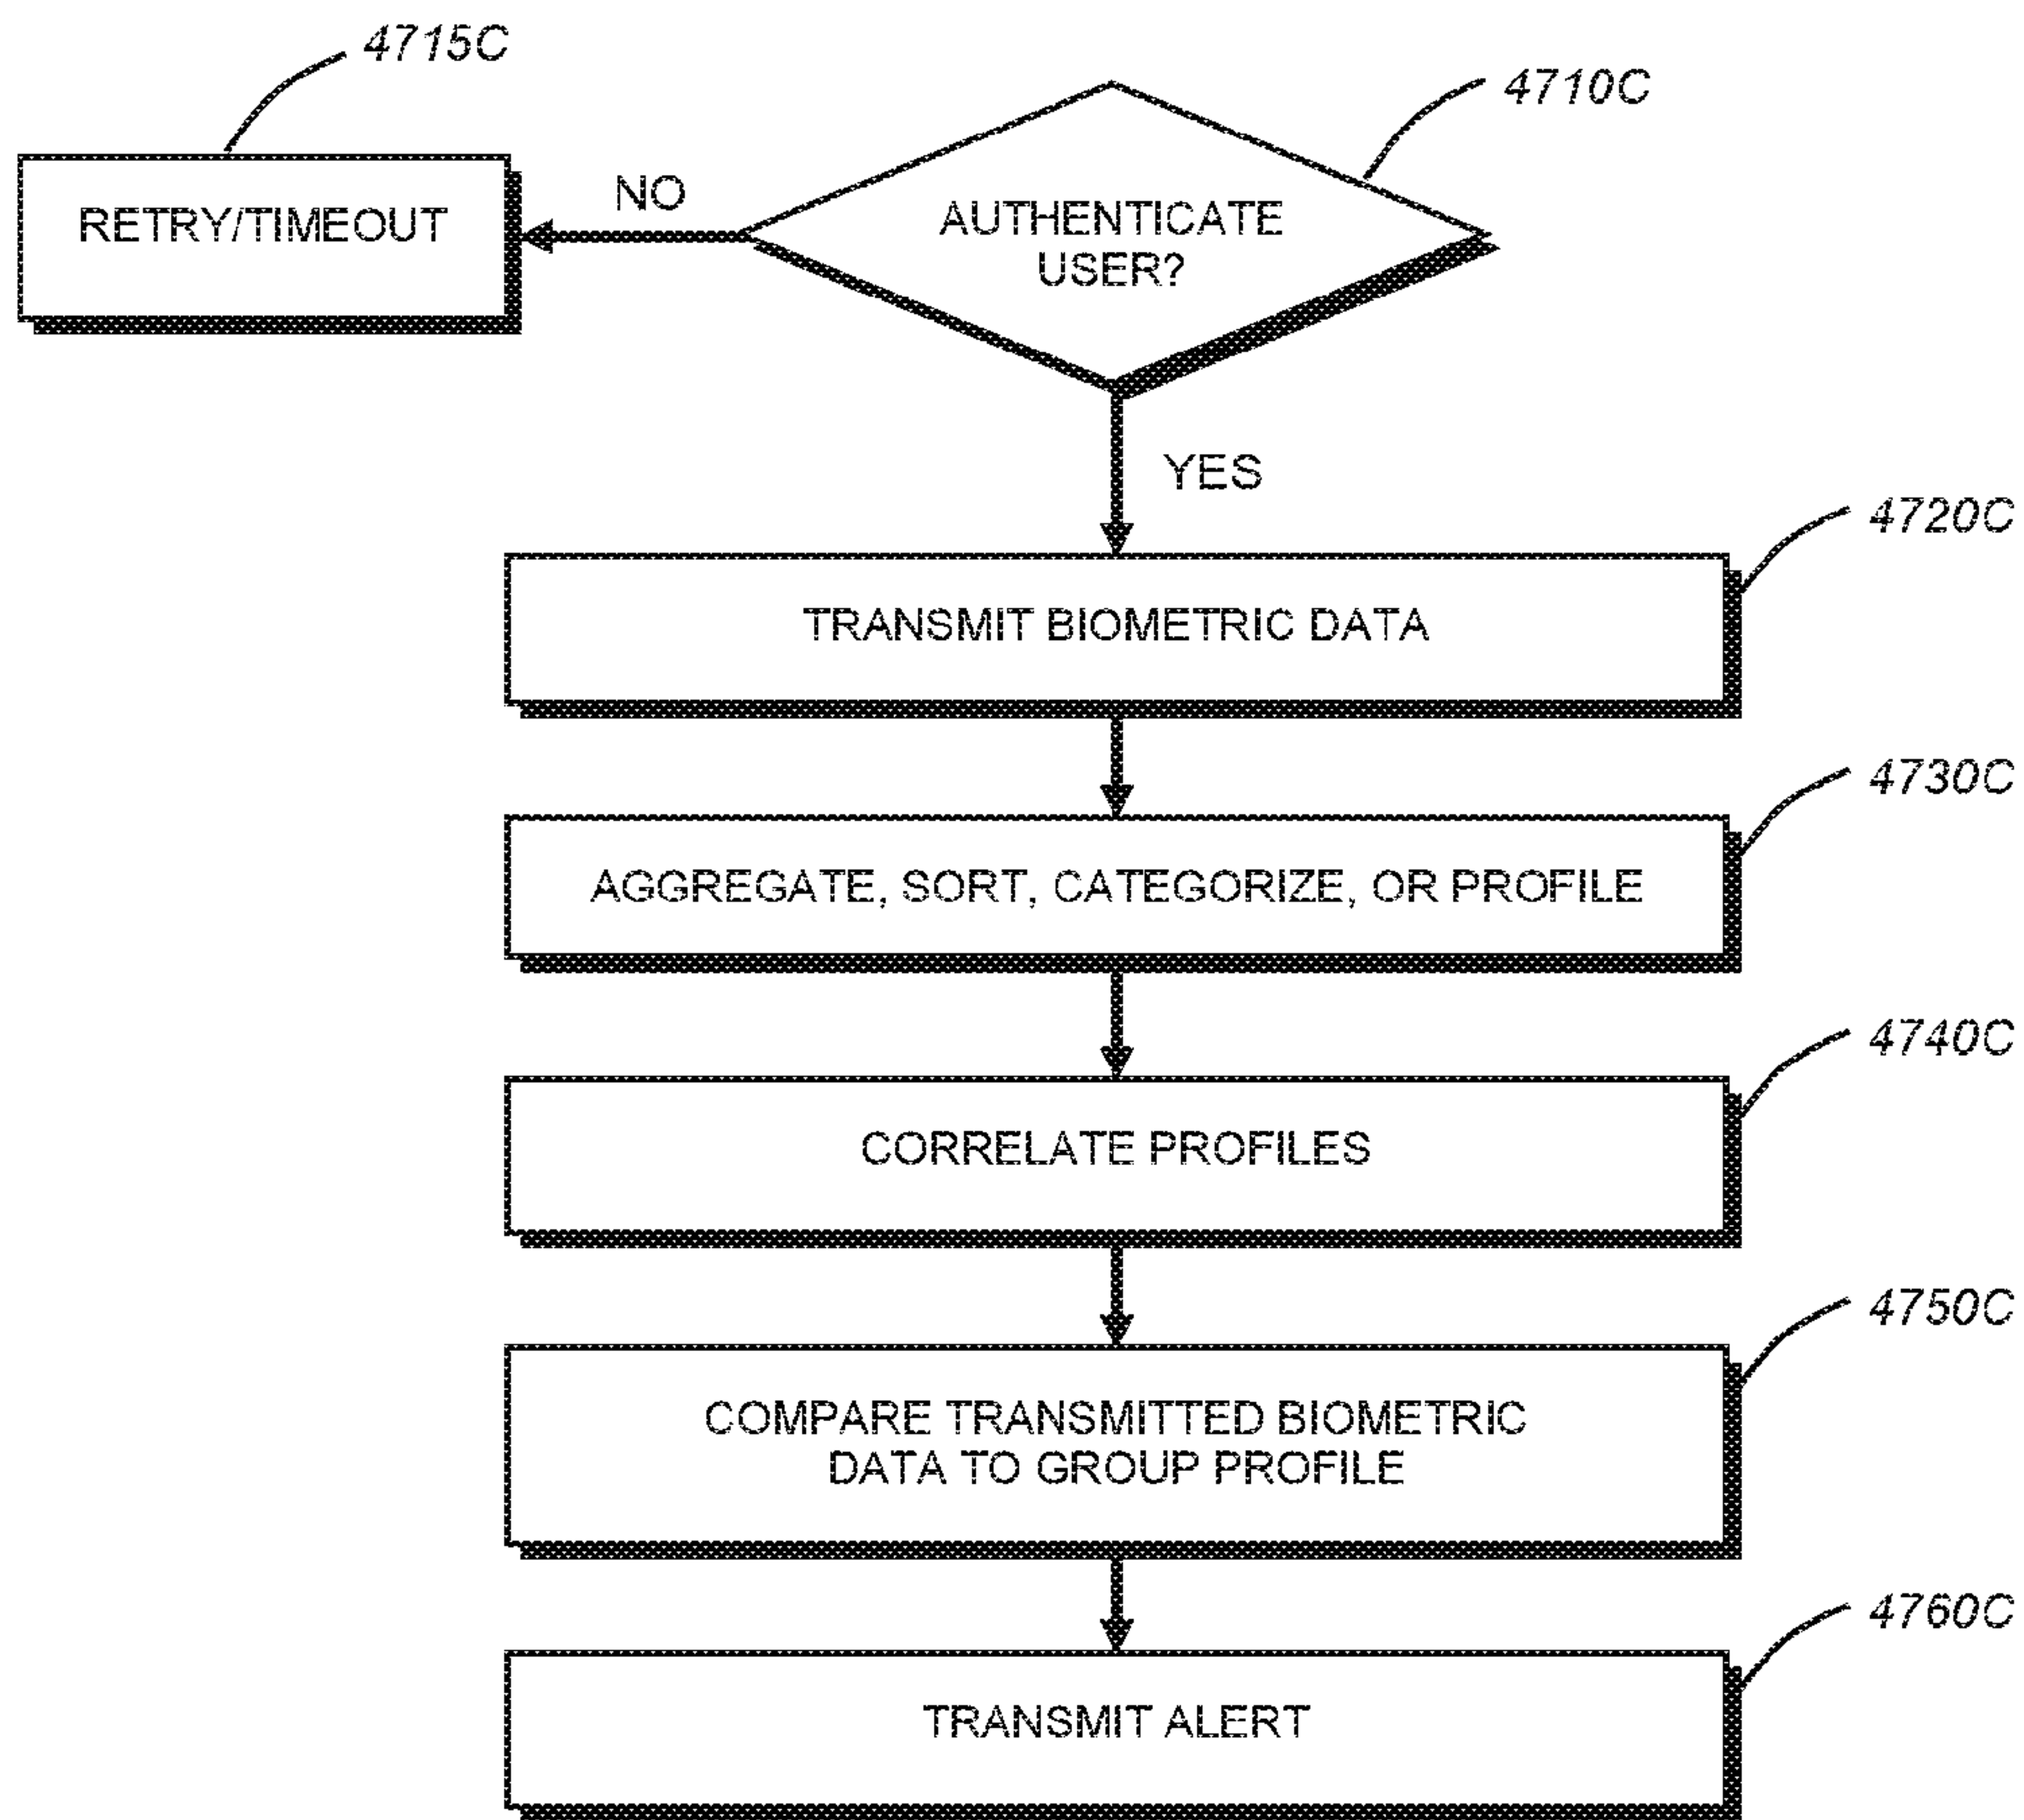 4715C
4710C
RETRY/TIMEOUT
NO
AUTHENTICATE
USER?
YES
4720C
TRANSMIT BIOMETRIC DATA
4730C
AGGREGATE, SORT, CATEGORIZE, OR PROFILE
4740C
CORRELATE PROFILES
4750C
COMPARE TRANSMITTED BIOMETRIC
DATA TO GROUP PROFILE
4760C
TRANSMIT ALERT